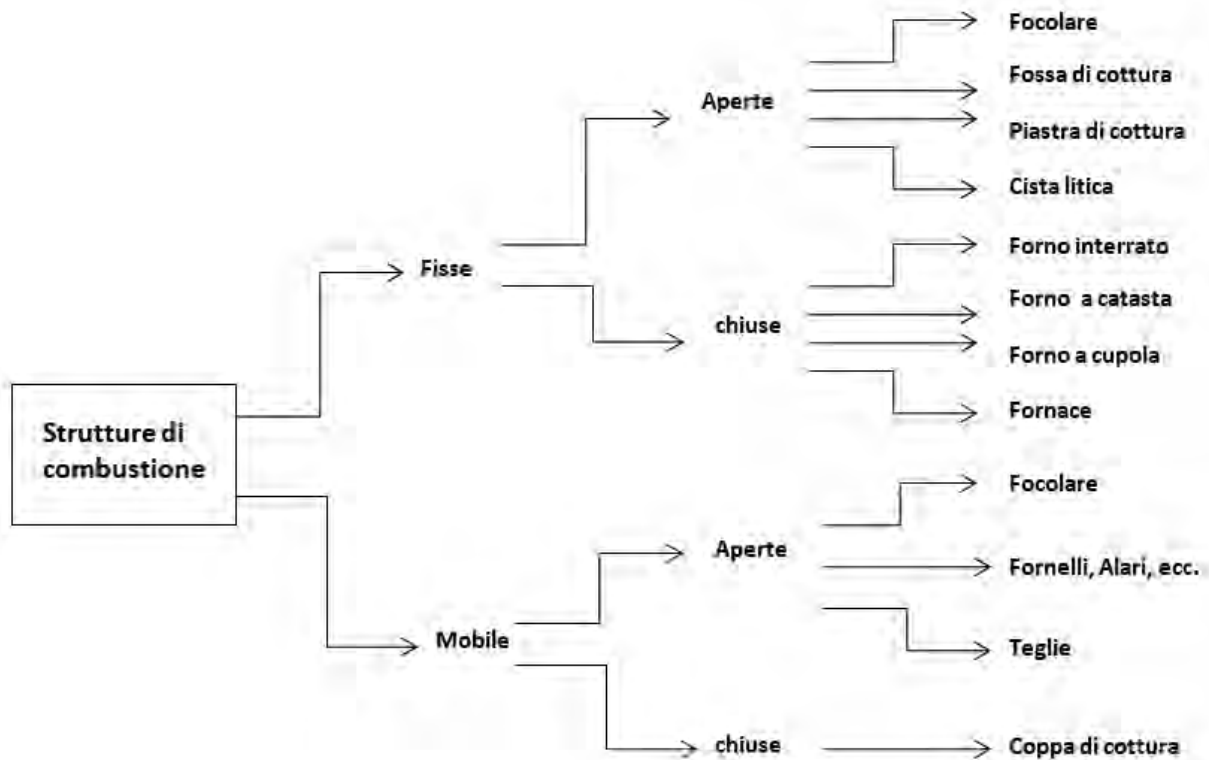 Strutture di
combustione
Fisse
Aperte
Focolare
Fossa di cottura
Piastra di cottura
Cista litica
chiuse
Forno interrato
Forno a catasta
Forno a cupola
Fornace
Mobile
Aperte
Focolare
Fornelli, Alari, ecc.
Teglie
chiuse
Coppa di cottura